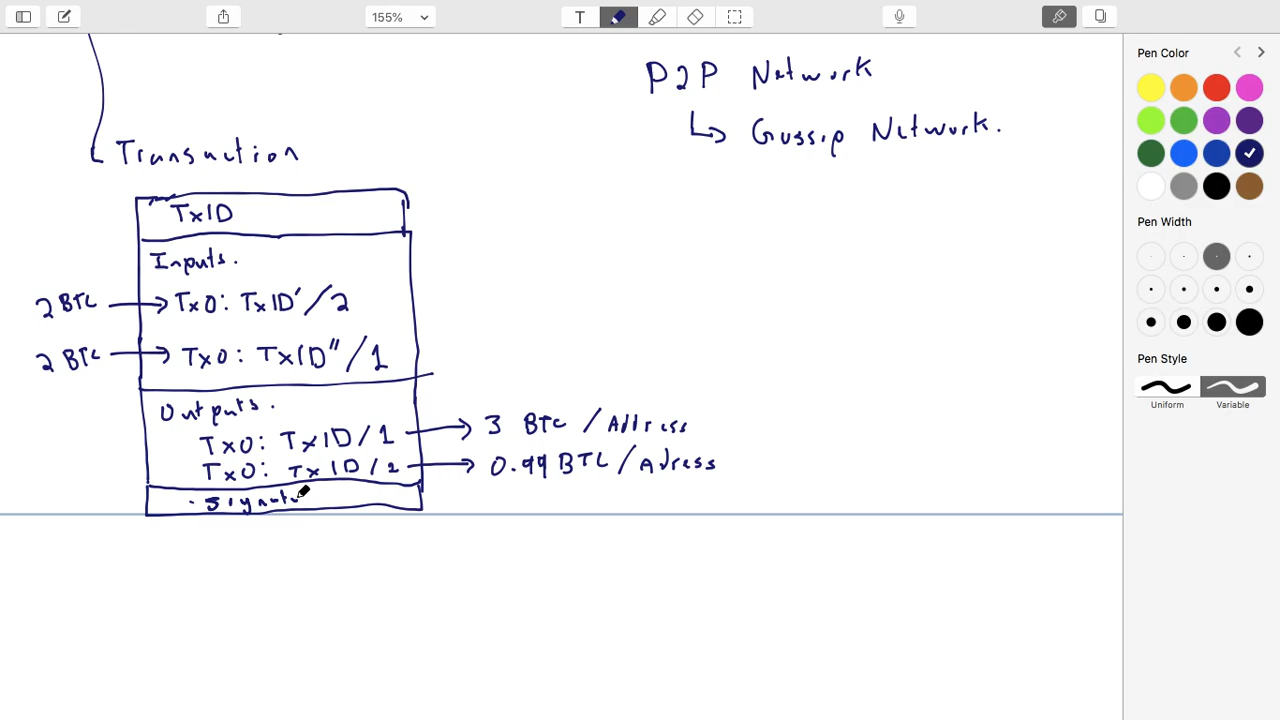 155%
T
P2P Network
Gossip Network.
Transaction
TxID
Inputs.
2 BTC
TxO: TxID'/2
2 BTC
TxO: TxID"/1
Outputs.
TxO: TxID/1
3 BTC / Address
TxO: TxID/2
0.99 BTC / Adress
· Signatu
Pen Color
Pen Width
Pen Style
Uniform
Variable